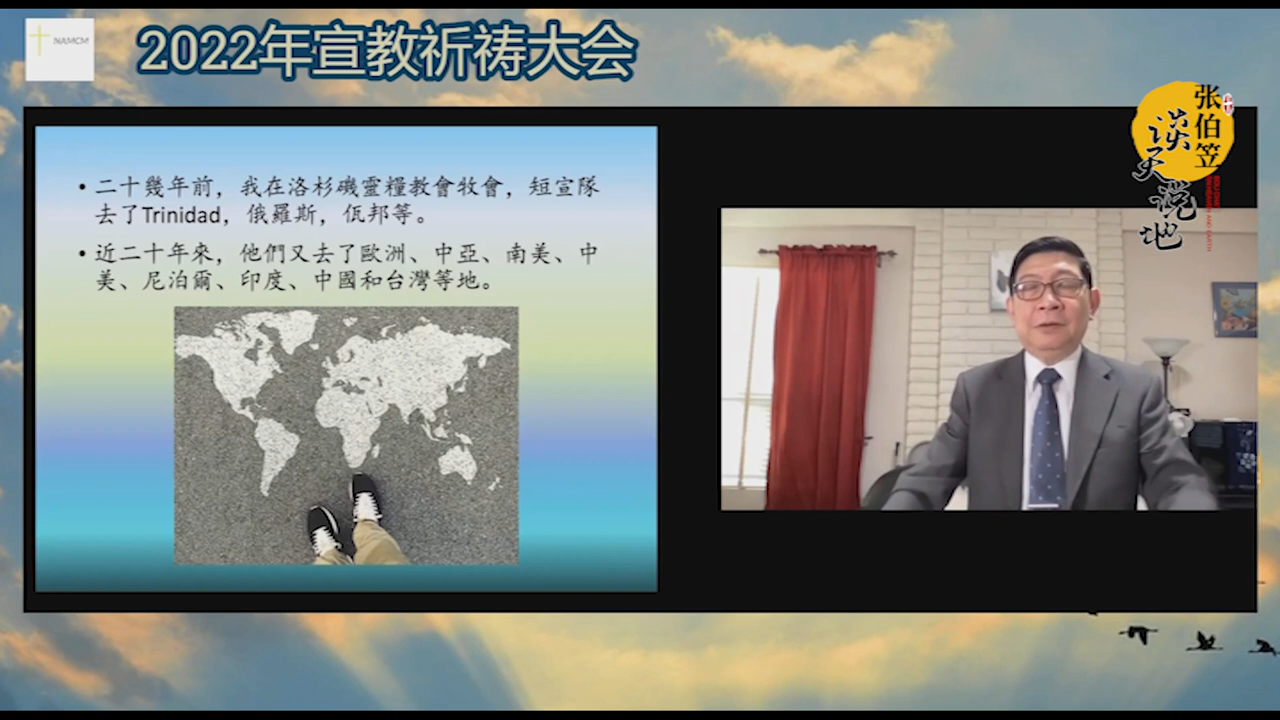 NAMCM
2022年宣教祈祷大会
张伯笠
谈天说地
• 二十幾年前，我在洛杉磯靈糧教會牧會，短宣隊
去了Trinidad，俄羅斯，佤邦等。
• 近二十年來，他們又去了歐洲、中亞、南美、中
美、尼泊爾、印度、中國和台灣等地。